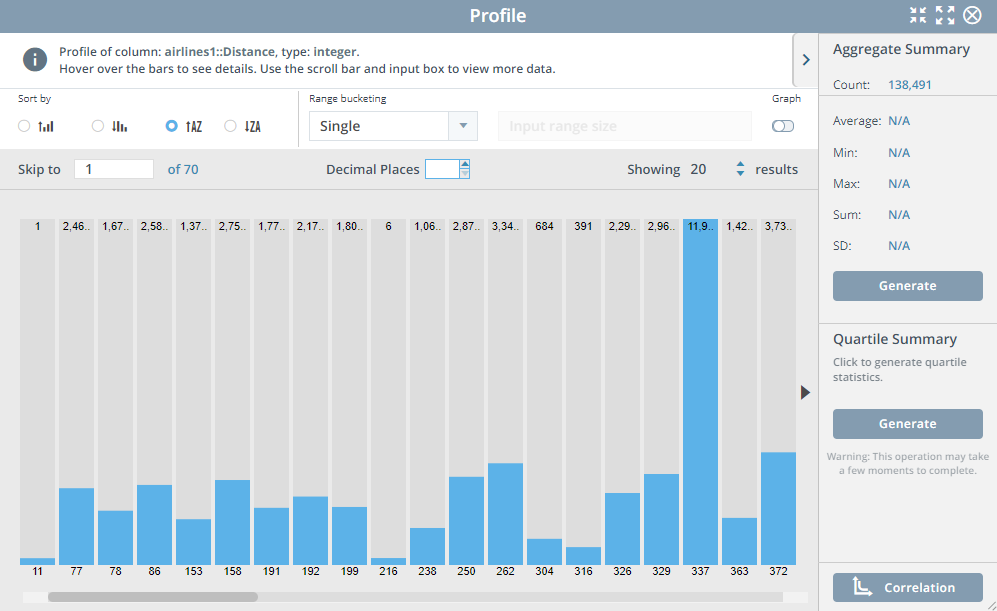 Profile
Profile of column: airlines1::Distance, type: integer.
Hover over the bars to see details. Use the scroll bar and input box to view more data.
Sort by
AZ
ZA
Range bucketing
Single
Input range size
Graph
Skip to 1 of 70
Decimal Places
Showing 20 results
1 2,46.. 1,67.. 2,58.. 1,37.. 2,75.. 1,77.. 2,17.. 1,80.. 6 1,06.. 2,87.. 3,34.. 684 391 2,29.. 2,96.. 11,9.. 1,42.. 3,73..
11 77 78 86 153 158 191 192 199 216 238 250 262 304 316 326 329 337 363 372
Aggregate Summary
Count: 138,491
Average: N/A
Min: N/A
Max: N/A
Sum: N/A
SD: N/A
Generate
Quartile Summary
Click to generate quartile
statistics.
Generate
Warning: This operation may take
a few moments to complete.
Correlation